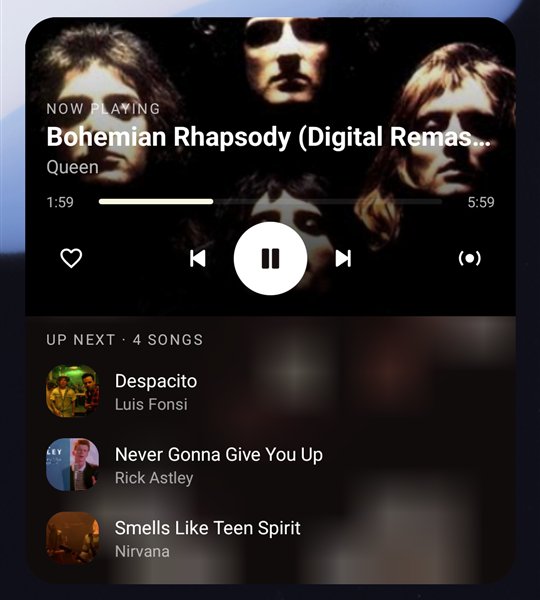 NOW PLAYING
Bohemian Rhapsody (Digital Remas...
Queen
1:59
5:59
UP NEXT · 4 SONGS
Despacito
Luis Fonsi
LEY
Never Gonna Give You Up
Rick Astley
Smells Like Teen Spirit
Nirvana